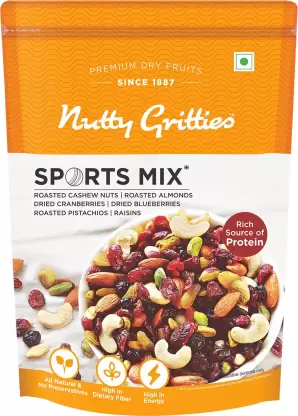 PREMIUM DRY FRUITS
SINCE 1887
Nutty Gritties
SPORTS MIX*
ROASTED CASHEW NUTS | ROASTED ALMONDS
DRIED CRANBERRIES | DRIED BLUEBERRIES
ROASTED PISTACHIOS | RAISINS
Rich
Source of
Protein
All Natural &
No Preservatives
High in
Dietary Fiber
High in
Energy